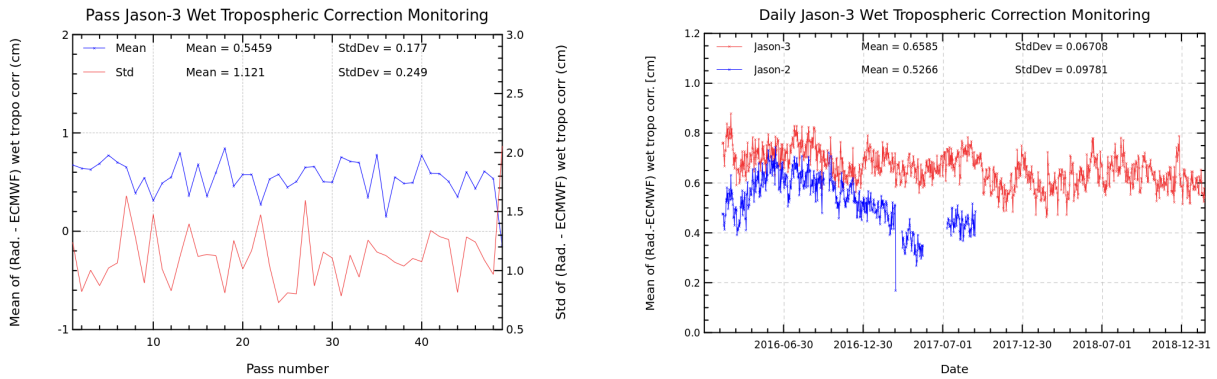 Pass Jason-3 Wet Tropospheric Correction Monitoring
Mean of (Rad. - ECMWF) wet tropo corr (cm)
2
1
0
-1
Mean Mean = 0.5459 StdDev = 0.177
Std Mean = 1.121 StdDev = 0.249
3.0
2.5
2.0
1.5
1.0
0.5
Std of (Rad. - ECMWF) wet tropo corr (cm)
10 20 30 40
Pass number
Daily Jason-3 Wet Tropospheric Correction Monitoring
Mean of (Rad.-ECMWF) wet tropo corr. [cm]
1.2
1.0
0.8
0.6
0.4
0.2
0.0
Jason-3 Mean = 0.6585 StdDev = 0.06708
Jason-2 Mean = 0.5266 StdDev = 0.09781
2016-06-30 2016-12-30 2017-07-01 2017-12-30 2018-07-01 2018-12-31
Date